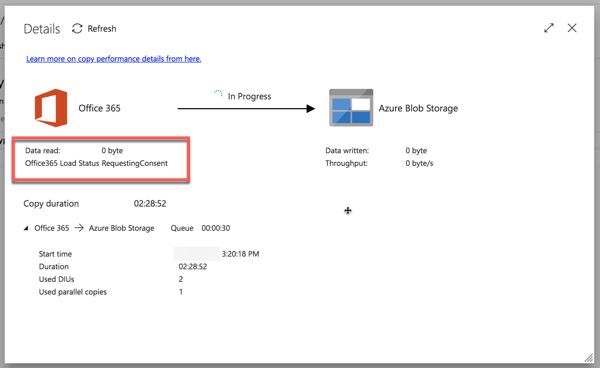 Details Refresh
Learn more on copy performance details from here.
In Progress
Office 365 Azure Blob Storage
Data read: 0 byte Data written: 0 byte
Office365 Load Status RequestingConsent Throughput: 0 byte/s
Copy duration 02:28:52
Office 365 → Azure Blob Storage Queue 00:00:30
Start time 3:20:18 PM
Duration 02:28:52
Used DIUs 2
Used parallel copies 1